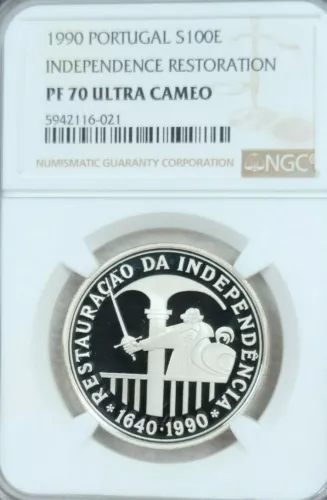 1990 PORTUGAL S100E
INDEPENDENCE RESTORATION
PF 70 ULTRA CAMEO
5942116-021
NUMISMATIC GUARANTY CORPORATION
NGC
RESTAURAÇÃO DA INDEPENDÊNCIA
* 1640-1990 *